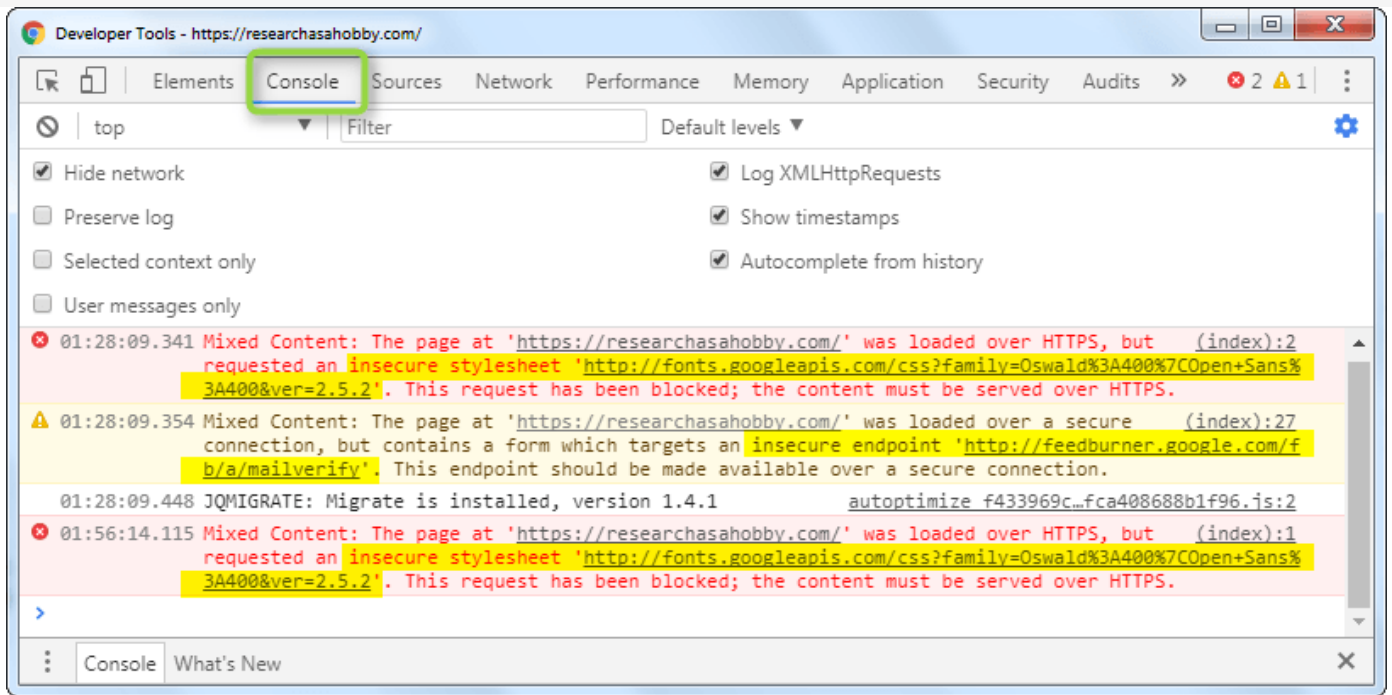 Developer Tools - https://researchasahobby.com/
Elements Console Sources Network Performance Memory Application Security Audits » 2 1
top Filter Default levels
Hide network Log XMLHttpRequests
Preserve log Show timestamps
Selected context only Autocomplete from history
User messages only
01:28:09.341 Mixed Content: The page at 'https://researchasahobby.com/' was loaded over HTTPS, but (index):2
requested an insecure stylesheet 'http://fonts.googleapis.com/css?family=Oswald%3A400%7COpen+Sans%
3A400&ver=2.5.2'. This request has been blocked; the content must be served over HTTPS.
01:28:09.354 Mixed Content: The page at 'https://researchasahobby.com/' was loaded over a secure (index):27
connection, but contains a form which targets an insecure endpoint 'http://feedburner.google.com/f
b/a/mailverify'. This endpoint should be made available over a secure connection.
01:28:09.448 JQMIGRATE: Migrate is installed, version 1.4.1 autoptimize_f433969c…fca408688b1f96.js:2
01:56:14.115 Mixed Content: The page at 'https://researchasahobby.com/' was loaded over HTTPS, but (index):1
requested an insecure stylesheet 'http://fonts.googleapis.com/css?family=Oswald%3A400%7COpen+Sans%
3A400&ver=2.5.2'. This request has been blocked; the content must be served over HTTPS.
>
Console What's New